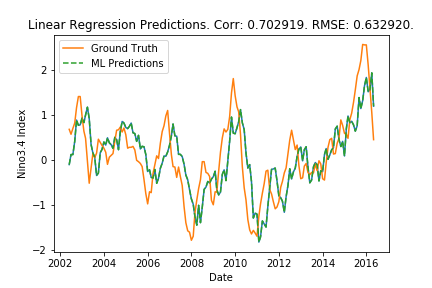 Linear Regression Predictions. Corr: 0.702919. RMSE: 0.632920.
Ground Truth
ML Predictions
Nino3.4 Index
2
1
0
−1
−2
2002 2004 2006 2008 2010 2012 2014 2016
Date